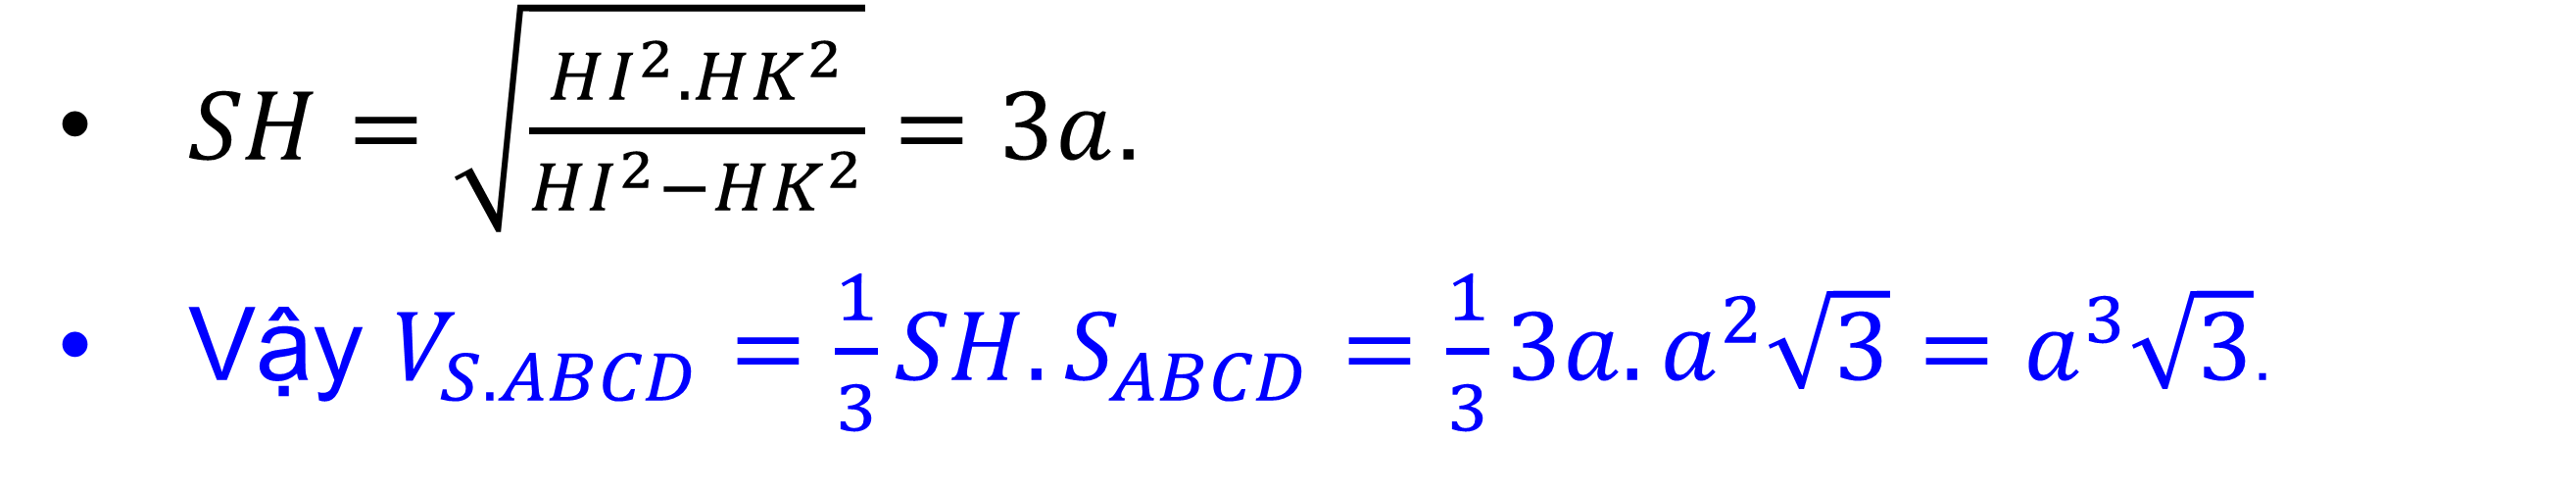 • SH = √(HI².HK² / HI²−HK²) = 3a.
• Vậy V_{S.ABCD} = 1/3 SH. S_{ABCD} = 1/3 3a. a²√3 = a³√3.